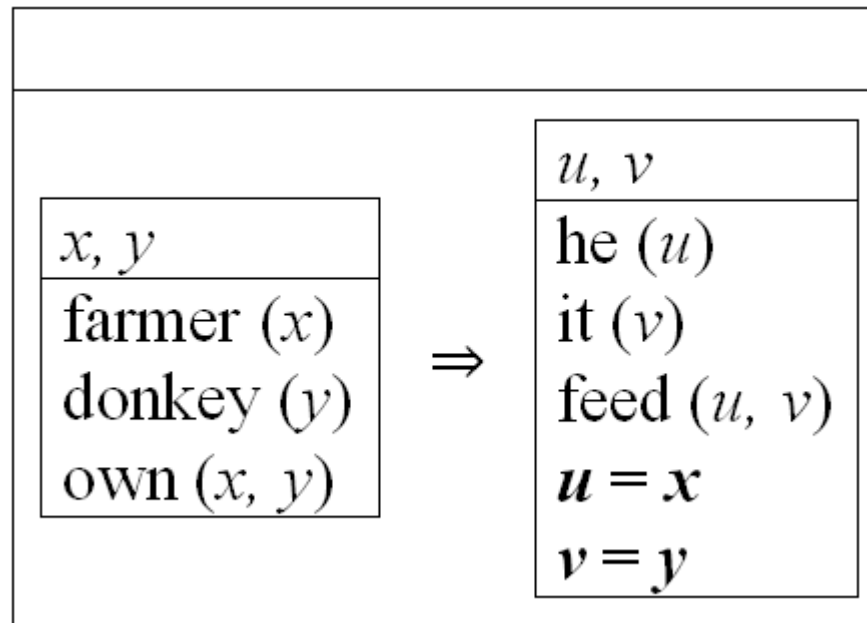 x, y
farmer (x)
donkey (y)
own (x, y)
⇒
u, v
he (u)
it (v)
feed (u, v)
u = x
v = y